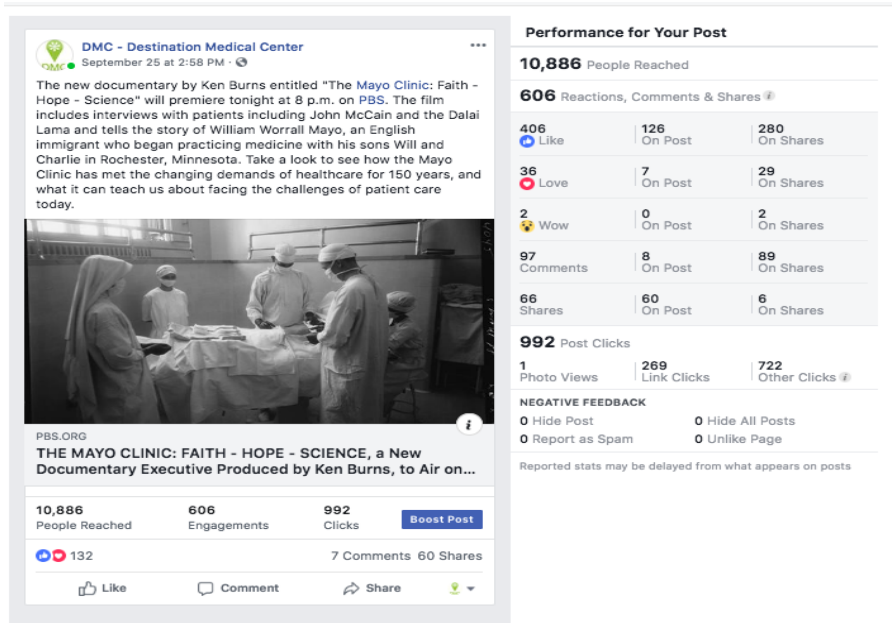 DMC - Destination Medical Center
September 25 at 2:58 PM ·
The new documentary by Ken Burns entitled "The Mayo Clinic: Faith -
Hope - Science" will premiere tonight at 8 p.m. on PBS. The film
includes interviews with patients including John McCain and the Dalai
Lama and tells the story of William Worrall Mayo, an English
immigrant who began practicing medicine with his sons Will and
Charlie in Rochester, Minnesota. Take a look to see how the Mayo
Clinic has met the changing demands of healthcare for 150 years, and
what it can teach us about facing the challenges of patient care
today.
PBS.ORG
THE MAYO CLINIC: FAITH - HOPE - SCIENCE, a New
Documentary Executive Produced by Ken Burns, to Air on...
10,886 606 992
People Reached Engagements Clicks
Boost Post
132 7 Comments 60 Shares
Like Comment Share
Performance for Your Post
10,886 People Reached
606 Reactions, Comments & Shares
406 126 280
Like On Post On Shares
36 7 29
Love On Post On Shares
2 0 2
Wow On Post On Shares
97 8 89
Comments On Post On Shares
66 60 6
Shares On Post On Shares
992 Post Clicks
1 269 722
Photo Views Link Clicks Other Clicks
NEGATIVE FEEDBACK
0 Hide Post 0 Hide All Posts
0 Report as Spam 0 Unlike Page
Reported stats may be delayed from what appears on posts